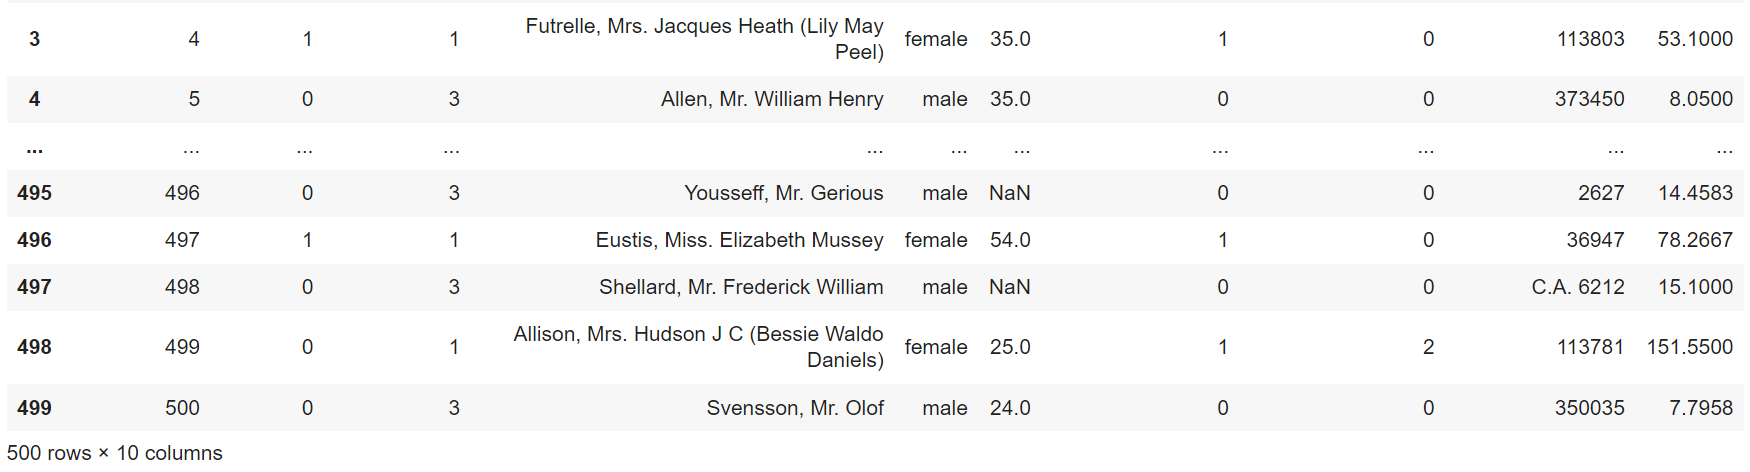 Futrelle, Mrs. Jacques Heath (Lily May
3 4 1 1 Peel) female 35.0 1 0 113803 53.1000
4 5 0 3 Allen, Mr. William Henry male 35.0 0 0 373450 8.0500
... ... ... ... ... ... ... ... ... ... ...
495 496 0 3 Yousseff, Mr. Gerious male NaN 0 0 2627 14.4583
496 497 1 1 Eustis, Miss. Elizabeth Mussey female 54.0 1 0 36947 78.2667
497 498 0 3 Shellard, Mr. Frederick William male NaN 0 0 C.A. 6212 15.1000
Allison, Mrs. Hudson J C (Bessie Waldo
498 499 0 1 Daniels) female 25.0 1 2 113781 151.5500
499 500 0 3 Svensson, Mr. Olof male 24.0 0 0 350035 7.7958
500 rows × 10 columns